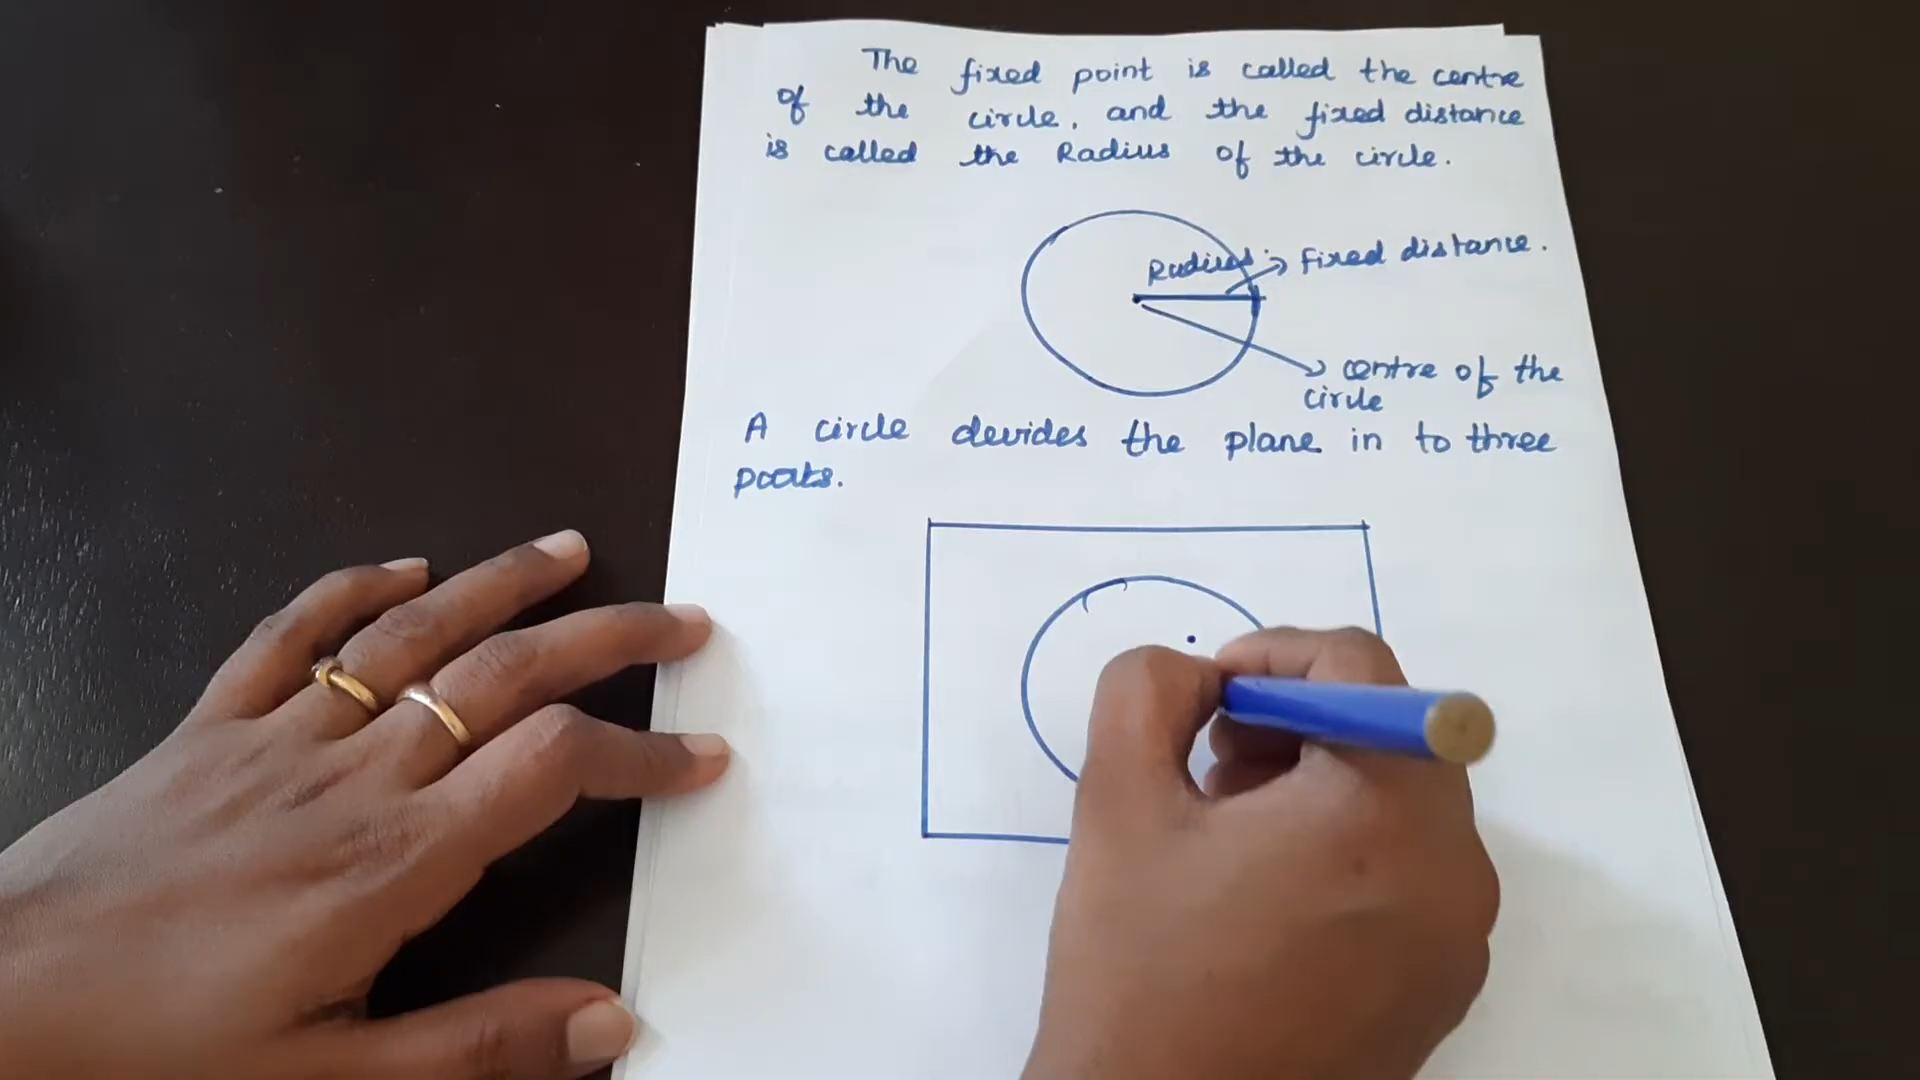 The fixed point is called the centre
of the circle, and the fixed distance
is called the Radius of the circle.
Radius
Fixed distance.
centre of the
circle
A circle devides the plane in to three
parts.